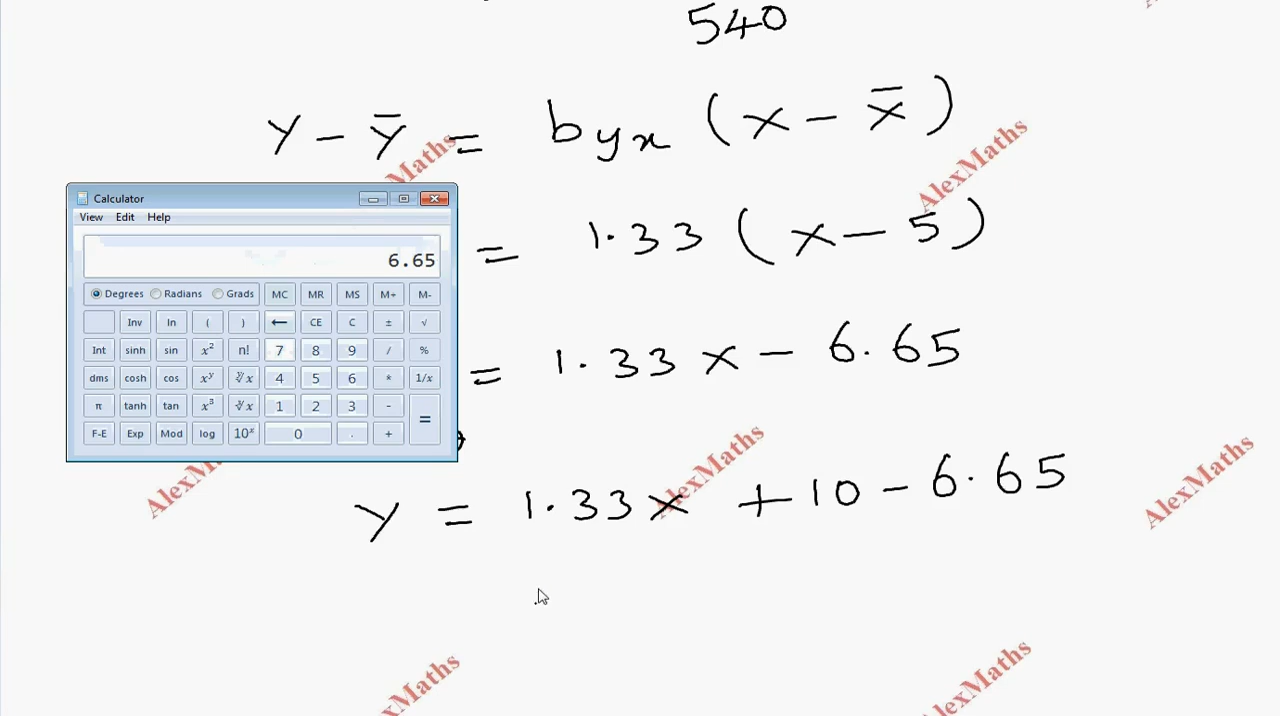 540
y - ȳ = byx (x - x̄)
= 1.33 (x - 5)
= 1.33 x - 6.65
y = 1.33x + 10 - 6.65
Calculator
View Edit Help
6.65
Degrees Radians Grads MC MR MS M+ M-
Inv ln ( ) ← CE C ± √
Int sinh sin x² n! 7 8 9 / %
dms cosh cos xʸ ʸ√x 4 5 6 * 1/x
π tanh tan x³ ³√x 1 2 3 - =
F-E Exp Mod log 10ˣ 0 . +
Maths
AlexMaths
AlexMaths
AlexMaths
AlexMaths
AlexMaths
AlexMaths